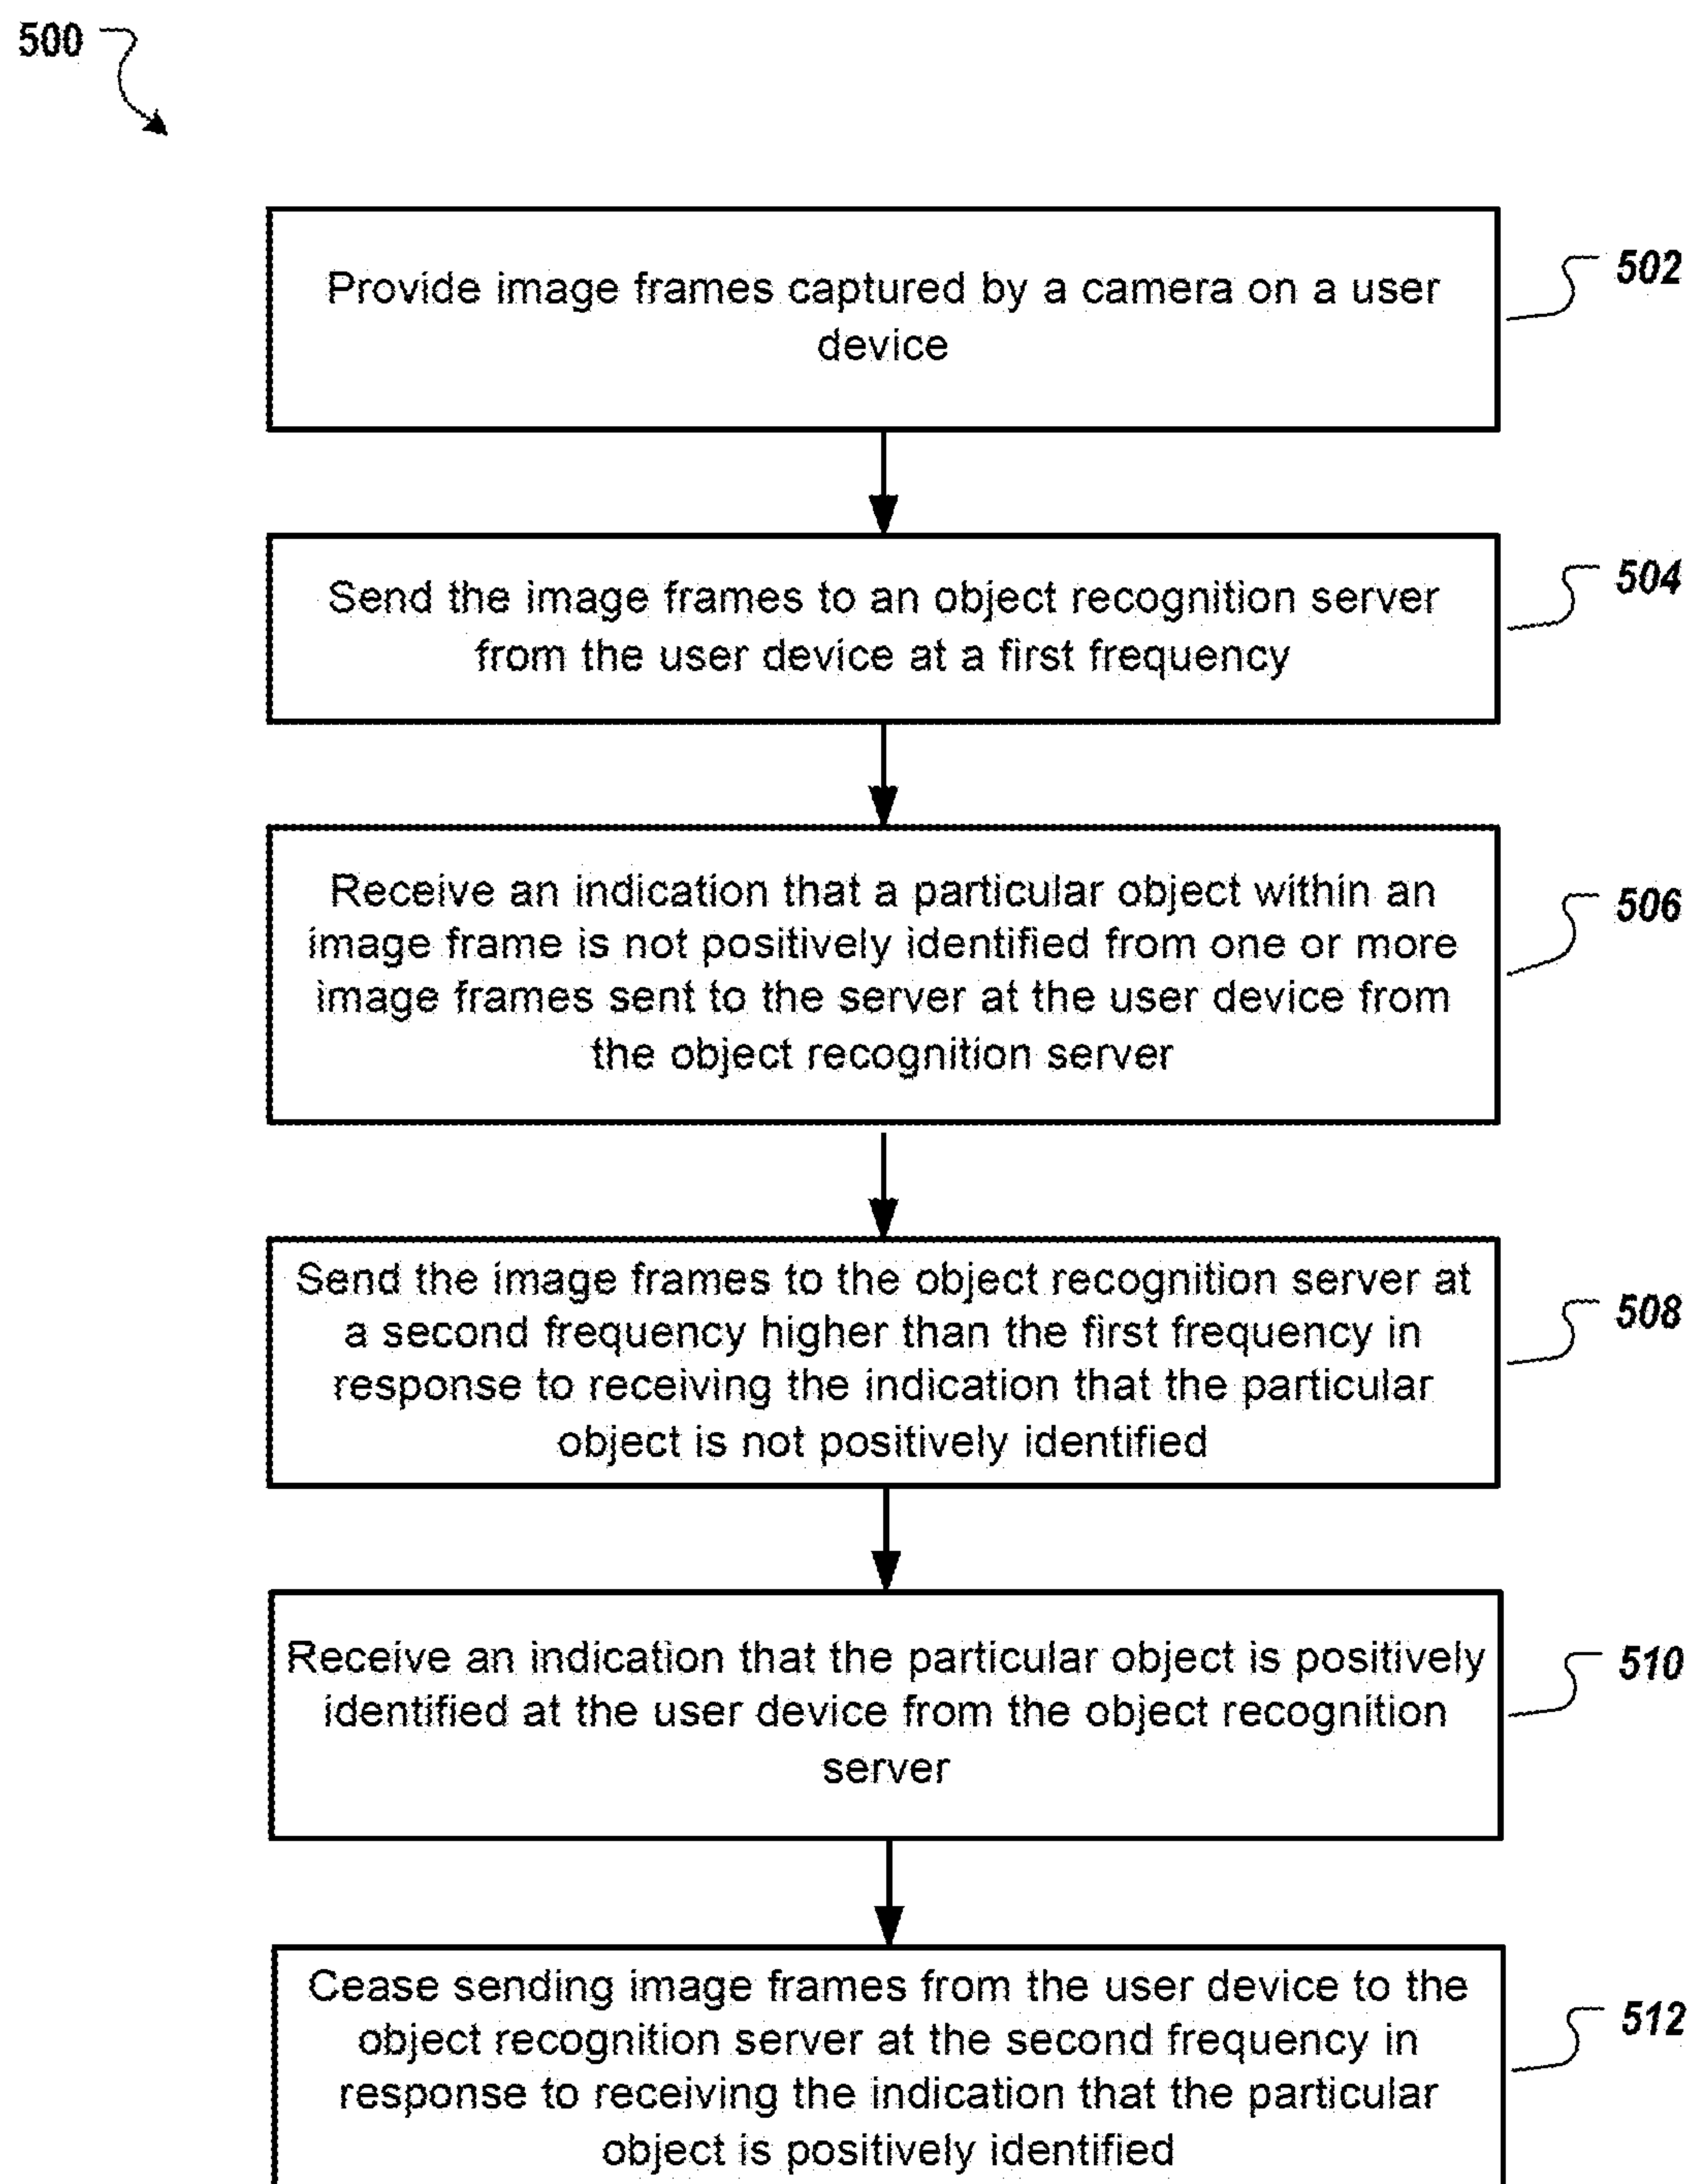 500
Provide image frames captured by a camera on a user
device
502
Send the image frames to an object recognition server
from the user device at a first frequency
504
Receive an indication that a particular object within an
image frame is not positively identified from one or more
image frames sent to the server at the user device from
the object recognition server
506
Send the image frames to the object recognition server at
a second frequency higher than the first frequency in
response to receiving the indication that the particular
object is not positively identified
508
Receive an indication that the particular object is positively
identified at the user device from the object recognition
server
510
Cease sending image frames from the user device to the
object recognition server at the second frequency in
response to receiving the indication that the particular
object is positively identified
512